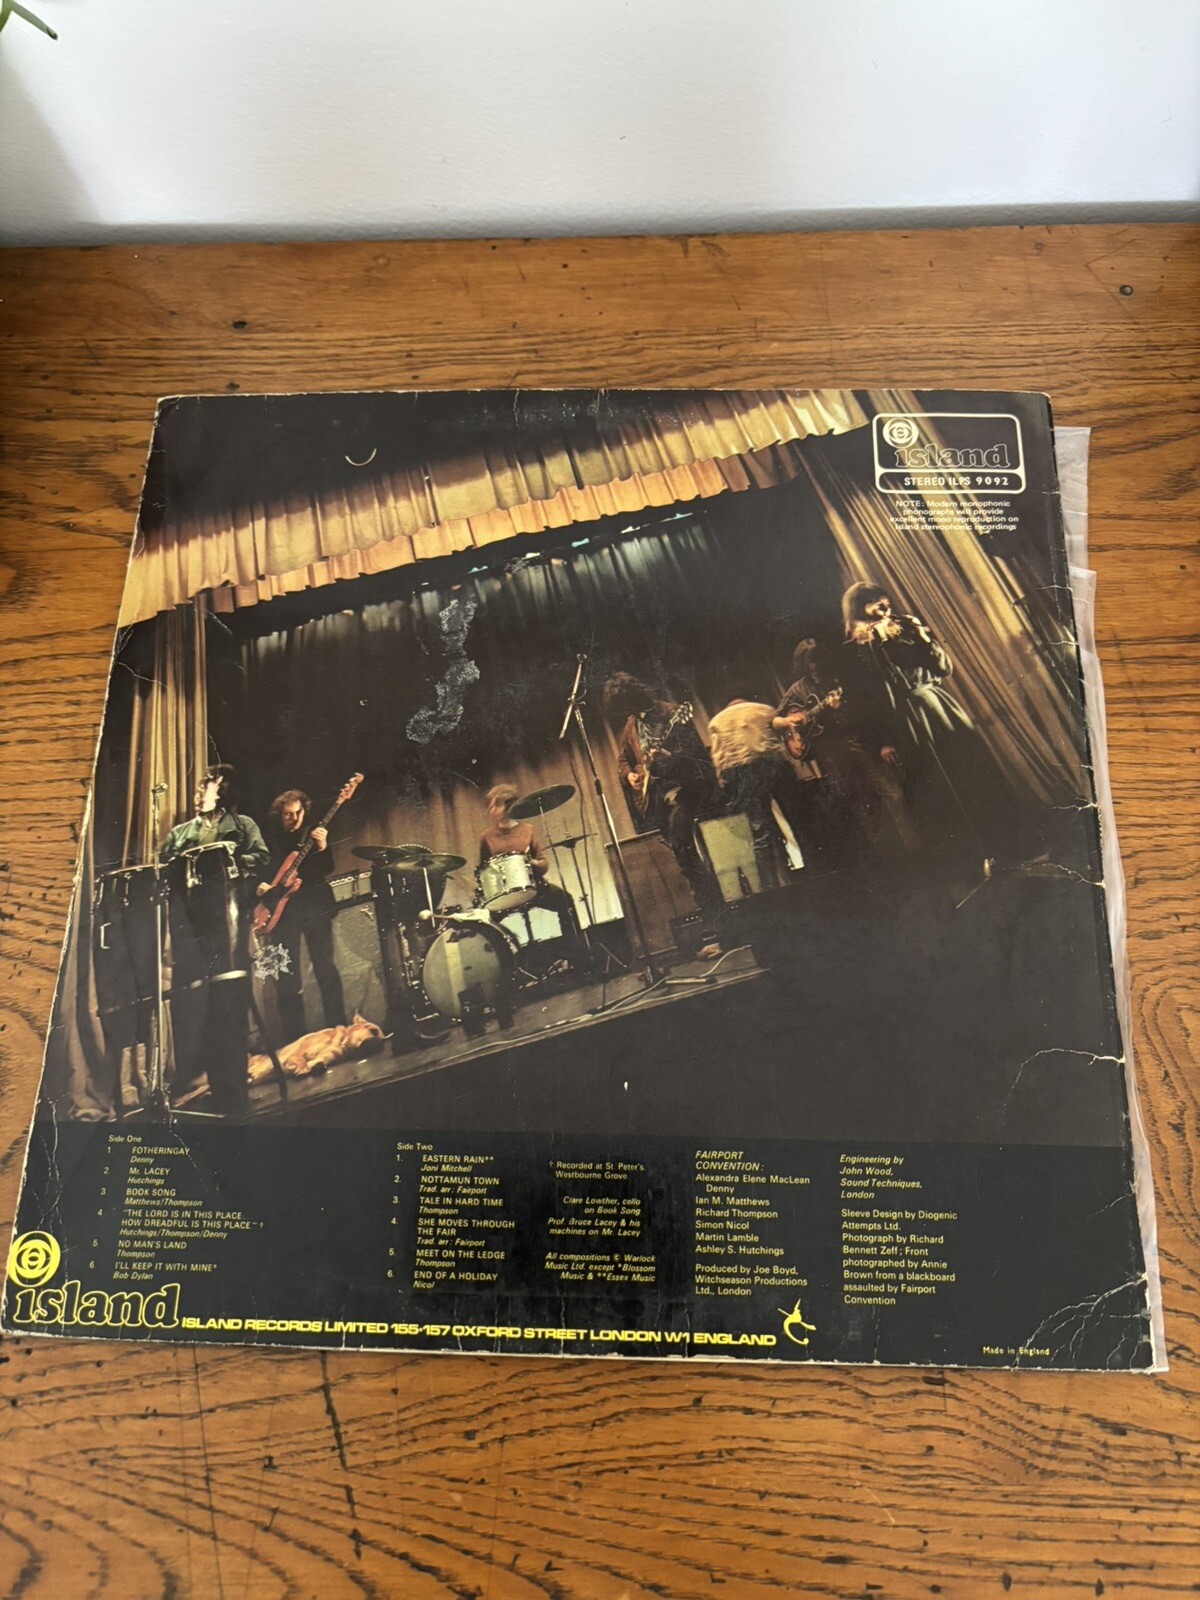 island
STEREO ILPS 9092
NOTE: Modern monophonic
phonographs will provide
excellent mono reproduction on
island stereophonic recordings
Side One
1. FOTHERINGAY
Denny
2. Mr. LACEY
Hutchings
3. BOOK SONG
Matthews/Thompson
4. "THE LORD IS IN THIS PLACE...
HOW DREADFUL IS THIS PLACE" †
Hutchings/Thompson/Denny
5. NO MAN'S LAND
Thompson
6. I'LL KEEP IT WITH MINE*
Bob Dylan
Side Two
1. EASTERN RAIN**
Joni Mitchell
2. NOTTAMUN TOWN
Trad. arr: Fairport
3. TALE IN HARD TIME
Thompson
4. SHE MOVES THROUGH
THE FAIR
Trad. arr: Fairport
5. MEET ON THE LEDGE
Thompson
6. END OF A HOLIDAY
Nicol
† Recorded at St. Peter's
Westbourne Grove
Clare Lowther, cello
on Book Song
Prof. Bruce Lacey & his
machines on Mr. Lacey
All compositions © Warlock
Music Ltd. except *Blossom
Music & **Essex Music
FAIRPORT
CONVENTION:
Alexandra Elene MacLean
Denny
Ian M. Matthews
Richard Thompson
Simon Nicol
Martin Lamble
Ashley S. Hutchings
Produced by Joe Boyd,
Witchseason Productions
Ltd., London
Engineering by
John Wood,
Sound Techniques,
London
Sleeve Design by Diogenic
Attempts Ltd.
Photograph by Richard
Bennett Zeff; Front
photographed by Annie
Brown from a blackboard
assaulted by Fairport
Convention
island
ISLAND RECORDS LIMITED 155-157 OXFORD STREET LONDON W1 ENGLAND
Made in England